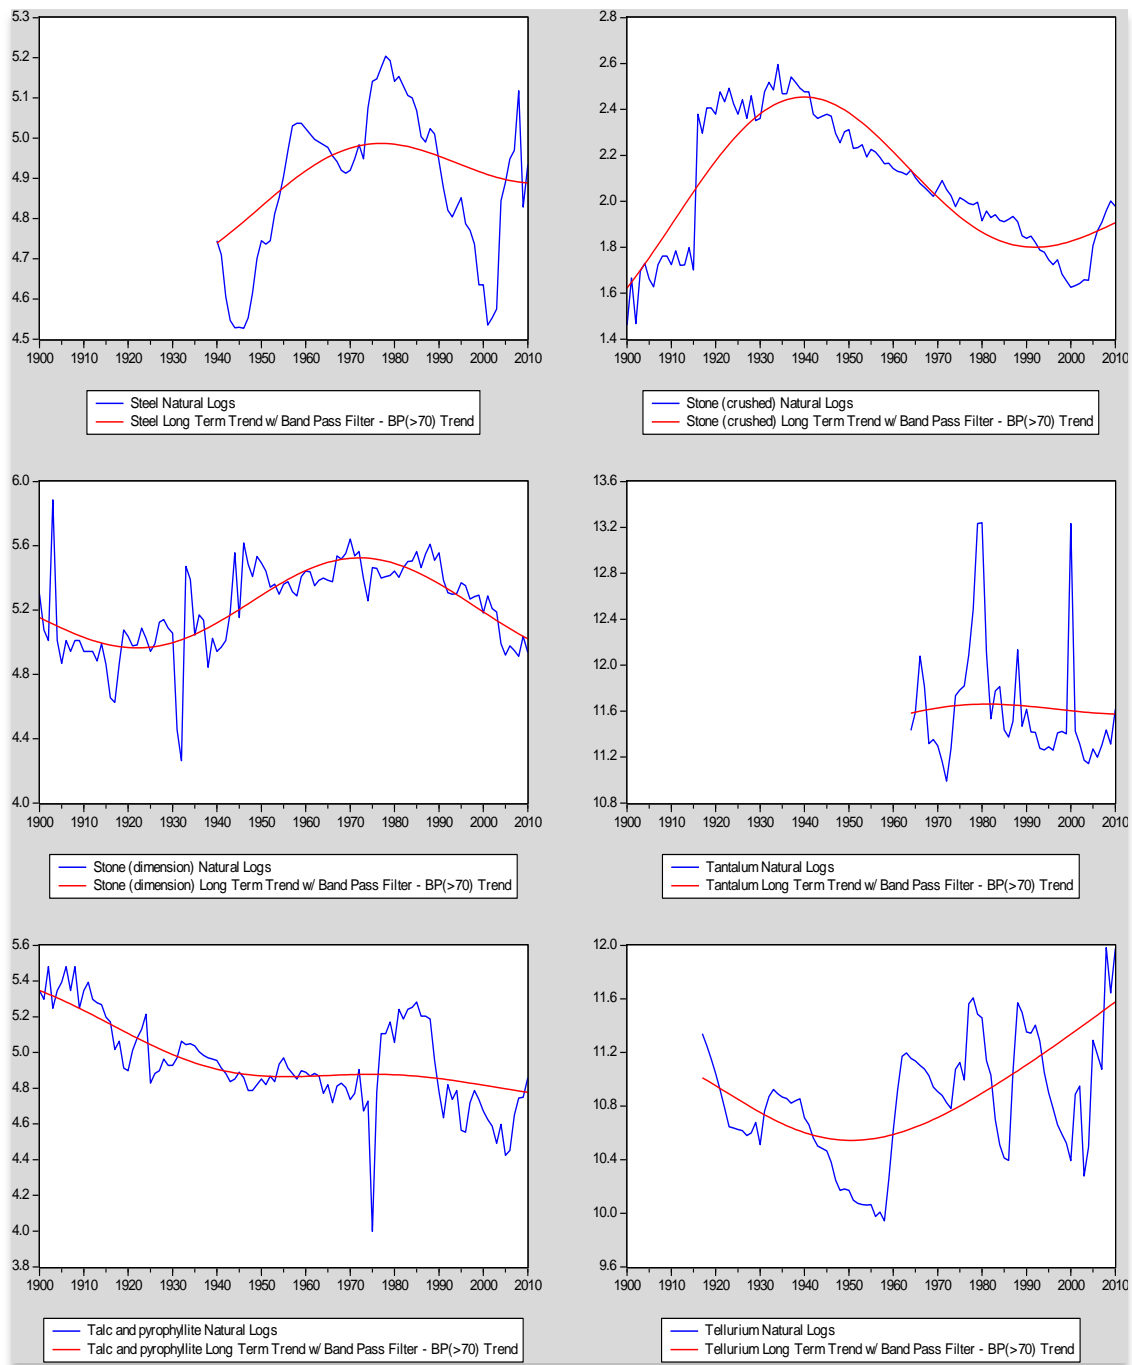 5.3
5.2
5.1
5.0
4.9
4.8
4.7
4.6
4.5
1900 1910 1920 1930 1940 1950 1960 1970 1980 1990 2000 2010
Steel Natural Logs
Steel Long Term Trend w/ Band Pass Filter - BP(>70) Trend
2.8
2.6
2.4
2.2
2.0
1.8
1.6
1.4
1900 1910 1920 1930 1940 1950 1960 1970 1980 1990 2000 2010
Stone (crushed) Natural Logs
Stone (crushed) Long Term Trend w/ Band Pass Filter - BP(>70) Trend
6.0
5.6
5.2
4.8
4.4
4.0
1900 1910 1920 1930 1940 1950 1960 1970 1980 1990 2000 2010
Stone (dimension) Natural Logs
Stone (dimension) Long Term Trend w/ Band Pass Filter - BP(>70) Trend
13.6
13.2
12.8
12.4
12.0
11.6
11.2
10.8
1900 1910 1920 1930 1940 1950 1960 1970 1980 1990 2000 2010
Tantalum Natural Logs
Tantalum Long Term Trend w/ Band Pass Filter - BP(>70) Trend
5.6
5.4
5.2
5.0
4.8
4.6
4.4
4.2
4.0
3.8
1900 1910 1920 1930 1940 1950 1960 1970 1980 1990 2000 2010
Talc and pyrophyllite Natural Logs
Talc and pyrophyllite Long Term Trend w/ Band Pass Filter - BP(>70) Trend
12.0
11.6
11.2
10.8
10.4
10.0
9.6
1900 1910 1920 1930 1940 1950 1960 1970 1980 1990 2000 2010
Tellurium Natural Logs
Tellurium Long Term Trend w/ Band Pass Filter - BP(>70) Trend